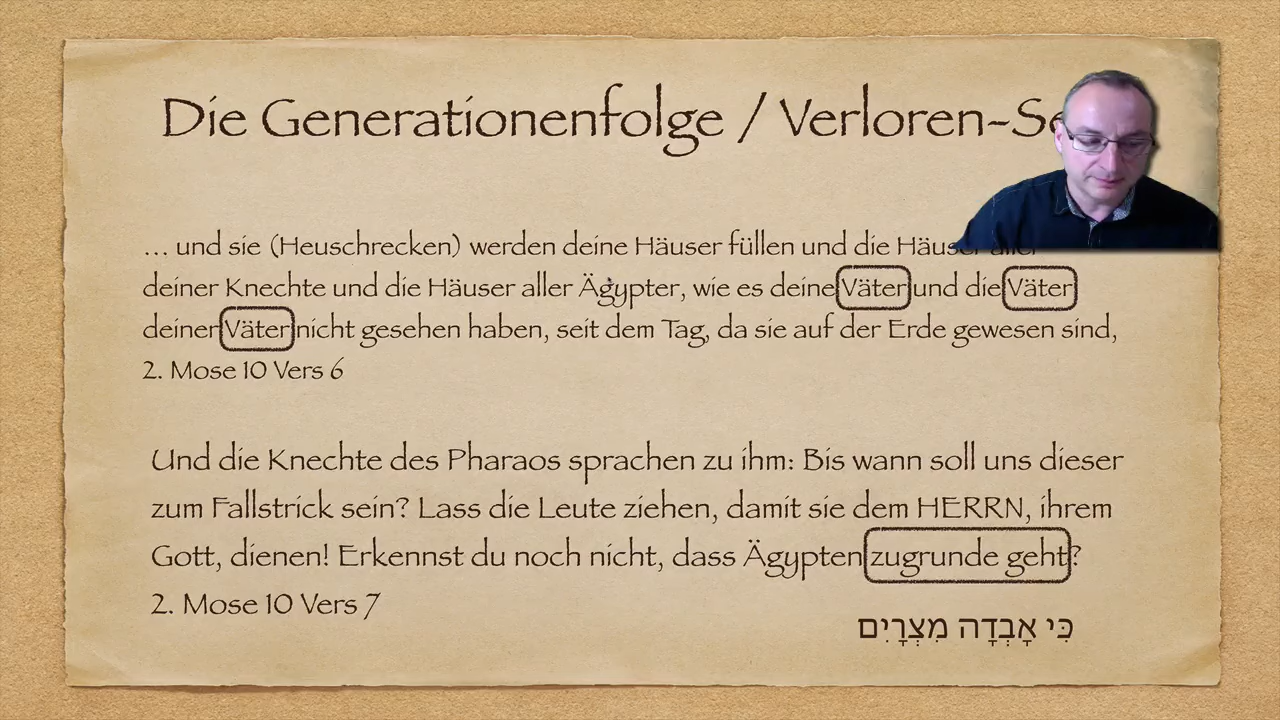 Die Generationenfolge / Verloren-Se
... und sie (Heuschrecken) werden deine Häuser füllen und die Häuser aller
deiner Knechte und die Häuser aller Ägypter, wie es deine Väter und die Väter
deiner Väter nicht gesehen haben, seit dem Tag, da sie auf der Erde gewesen sind,
2. Mose 10 Vers 6
Und die Knechte des Pharaos sprachen zu ihm: Bis wann soll uns dieser
zum Fallstrick sein? Lass die Leute ziehen, damit sie dem HERRN, ihrem
Gott, dienen! Erkennst du noch nicht, dass Ägypten zugrunde geht?
2. Mose 10 Vers 7
כִּי אָבְדָה מִצְרָיִם